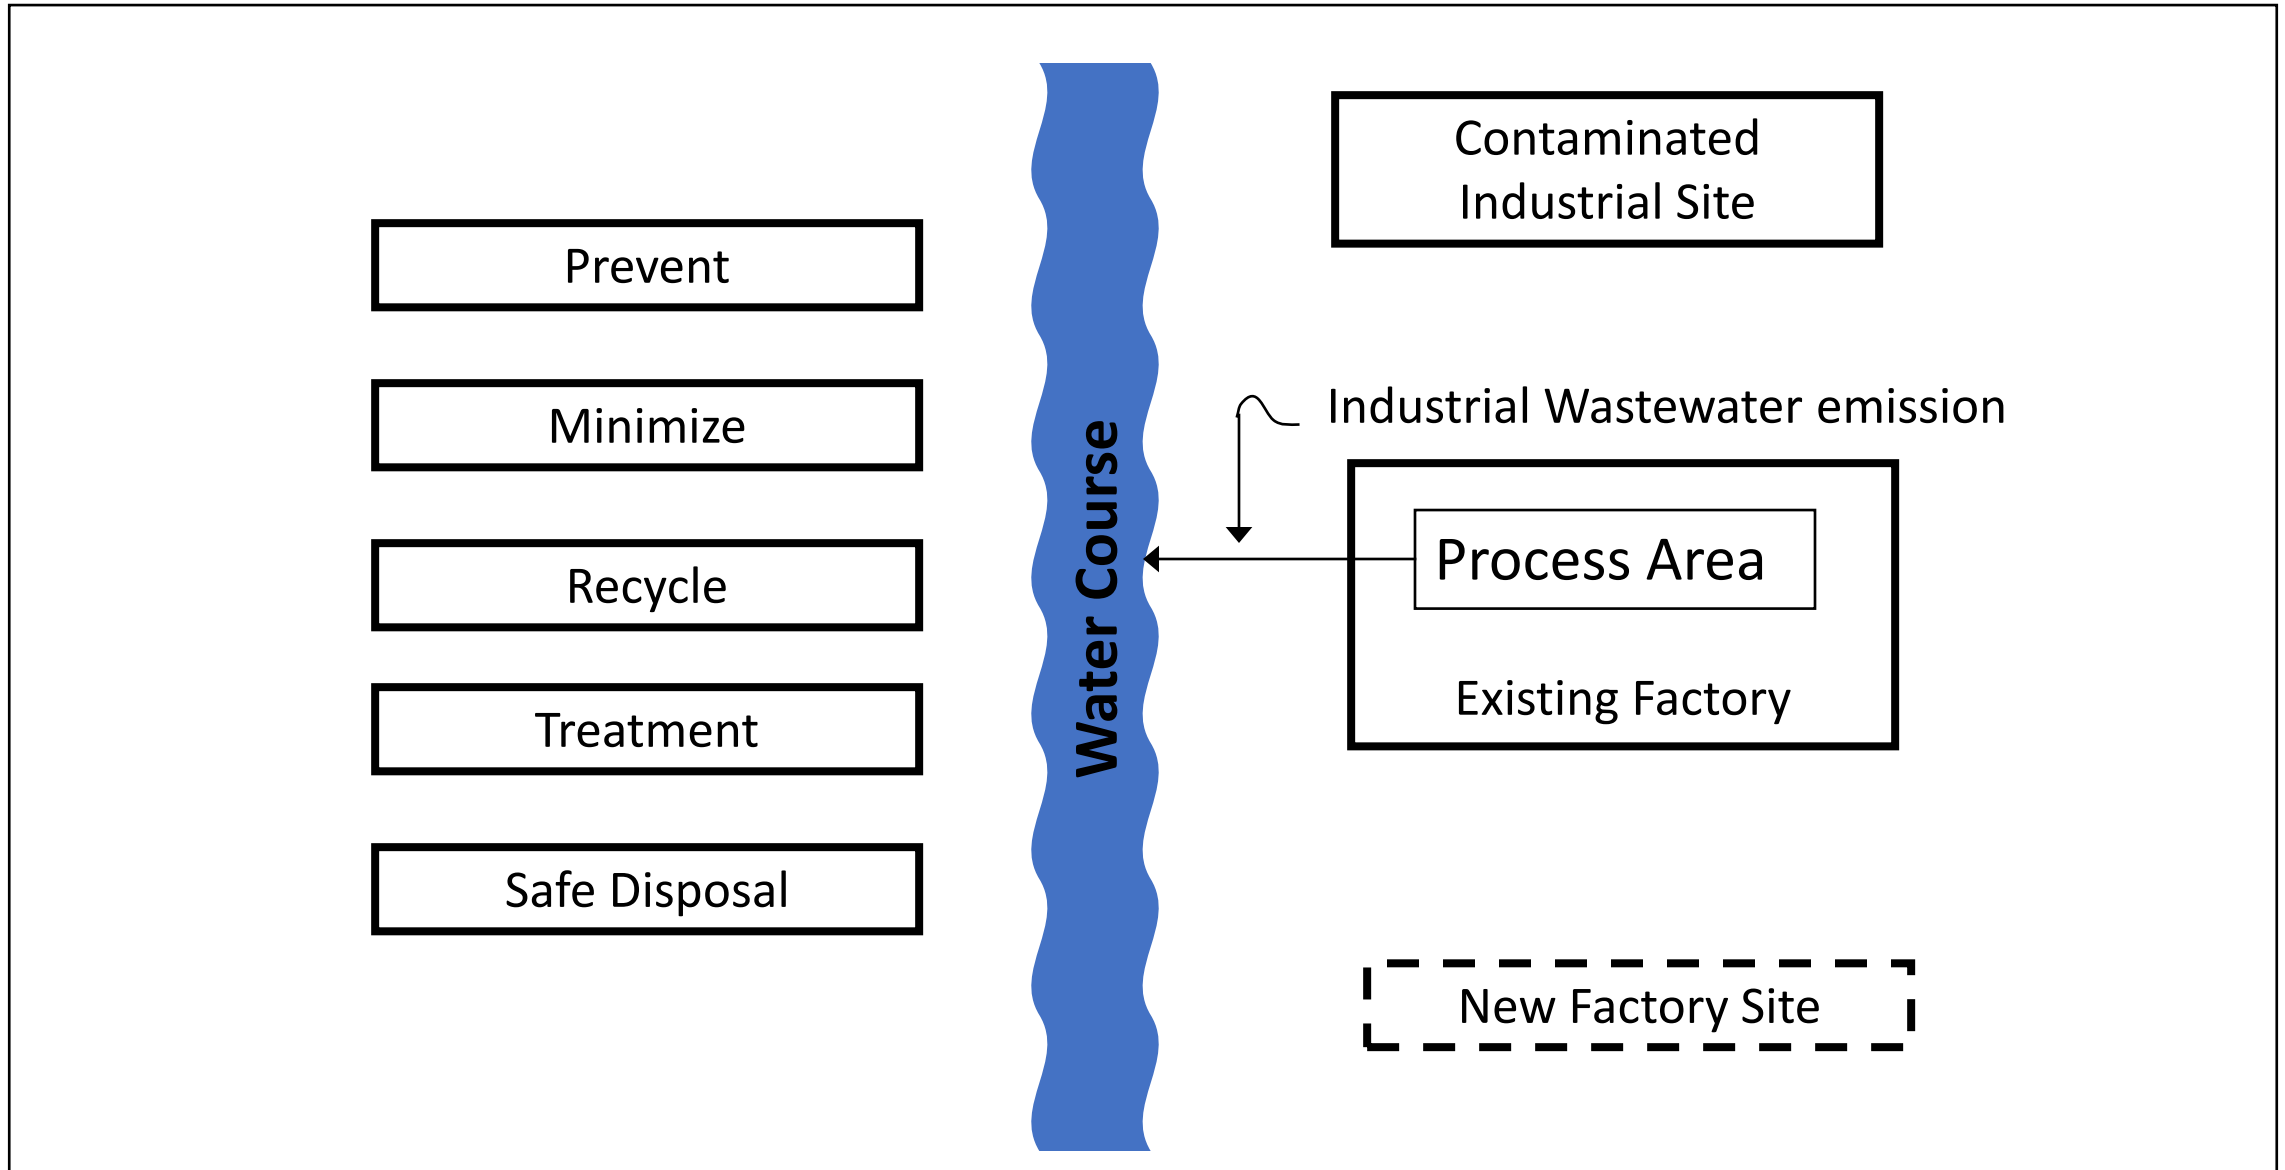 Prevent
Minimize
Recycle
Treatment
Safe Disposal
Water Course
Contaminated
Industrial Site
Industrial Wastewater emission
Process Area
Existing Factory
New Factory Site